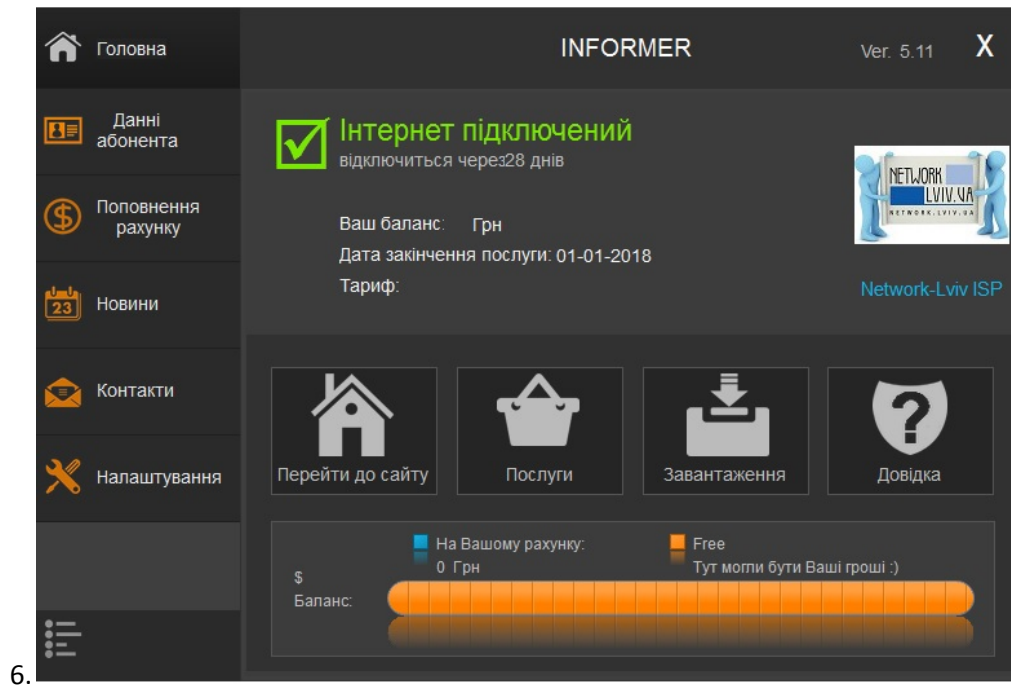 Головна
INFORMER
Ver. 5.11
X
Данні
абонента
Поповнення
рахунку
23
Новини
Контакти
Налаштування
Інтернет підключений
відключиться через28 днів
Ваш баланс: Грн
Дата закінчення послуги: 01-01-2018
Тариф:
NETWORK
LVIV.UA
NETWORK.LVIV.UA
Network-Lviv ISP
Перейти до сайту
Послуги
Завантаження
Довідка
$
Баланс:
На Вашому рахунку:
0 Грн
Free
Тут могли бути Ваші гроші :)
6.